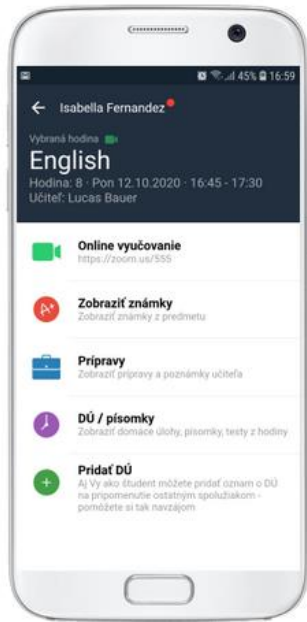 45% 16:59
Isabella Fernandez
Vybraná hodina
English
Hodina: 8 · Pon 12.10.2020 · 16:45 - 17:30
Učiteľ: Lucas Bauer
Online vyučovanie
https://zoom.us/555
A+
Zobraziť známky
Zobraziť známky z predmetu
Prípravy
Zobraziť prípravy a poznámky učiteľa
DÚ / písomky
Zobraziť domáce úlohy, písomky, testy z hodiny
Pridať DÚ
Aj Vy ako študent môžete pridať oznam o DÚ
na pripomenutie ostatným spolužiakom -
pomôžete si tak navzájom